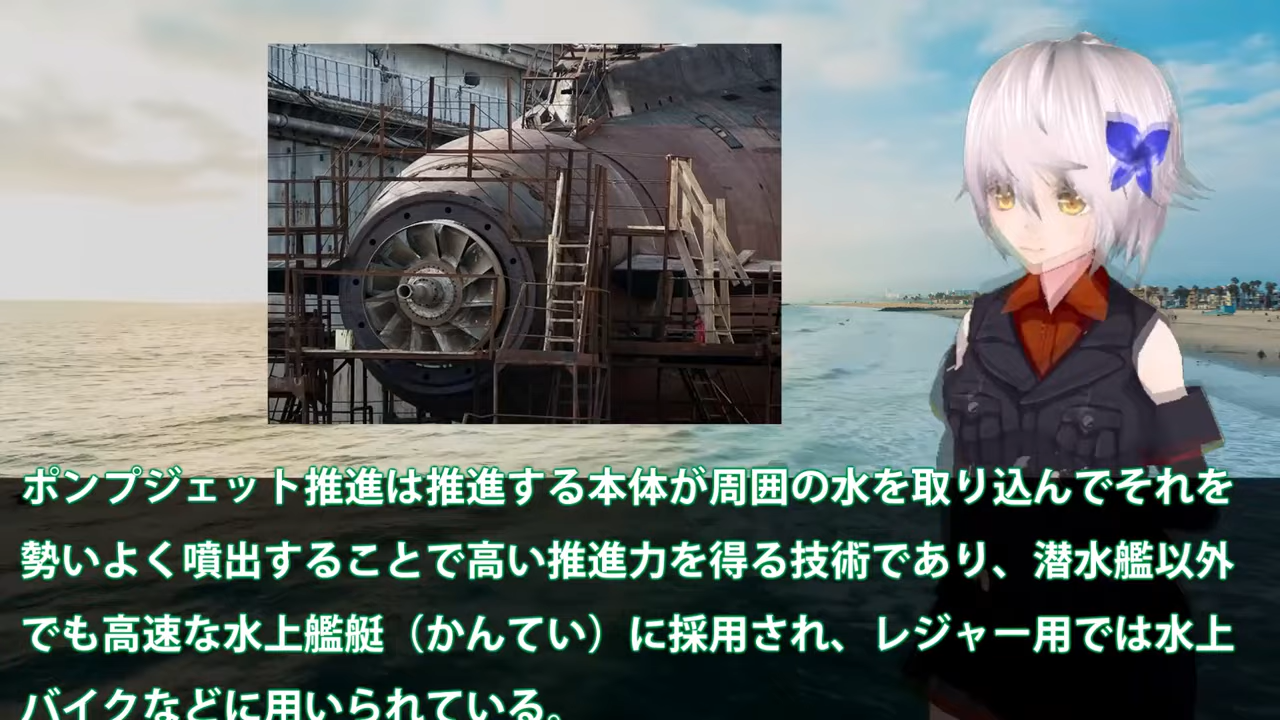 ポンプジェット推進は推進する本体が周囲の水を取り込んでそれを
勢いよく噴出することで高い推進力を得る技術であり、潜水艦以外
でも高速な水上艦艇（かんてい）に採用され、レジャー用では水上
バイクなどに用いられている。